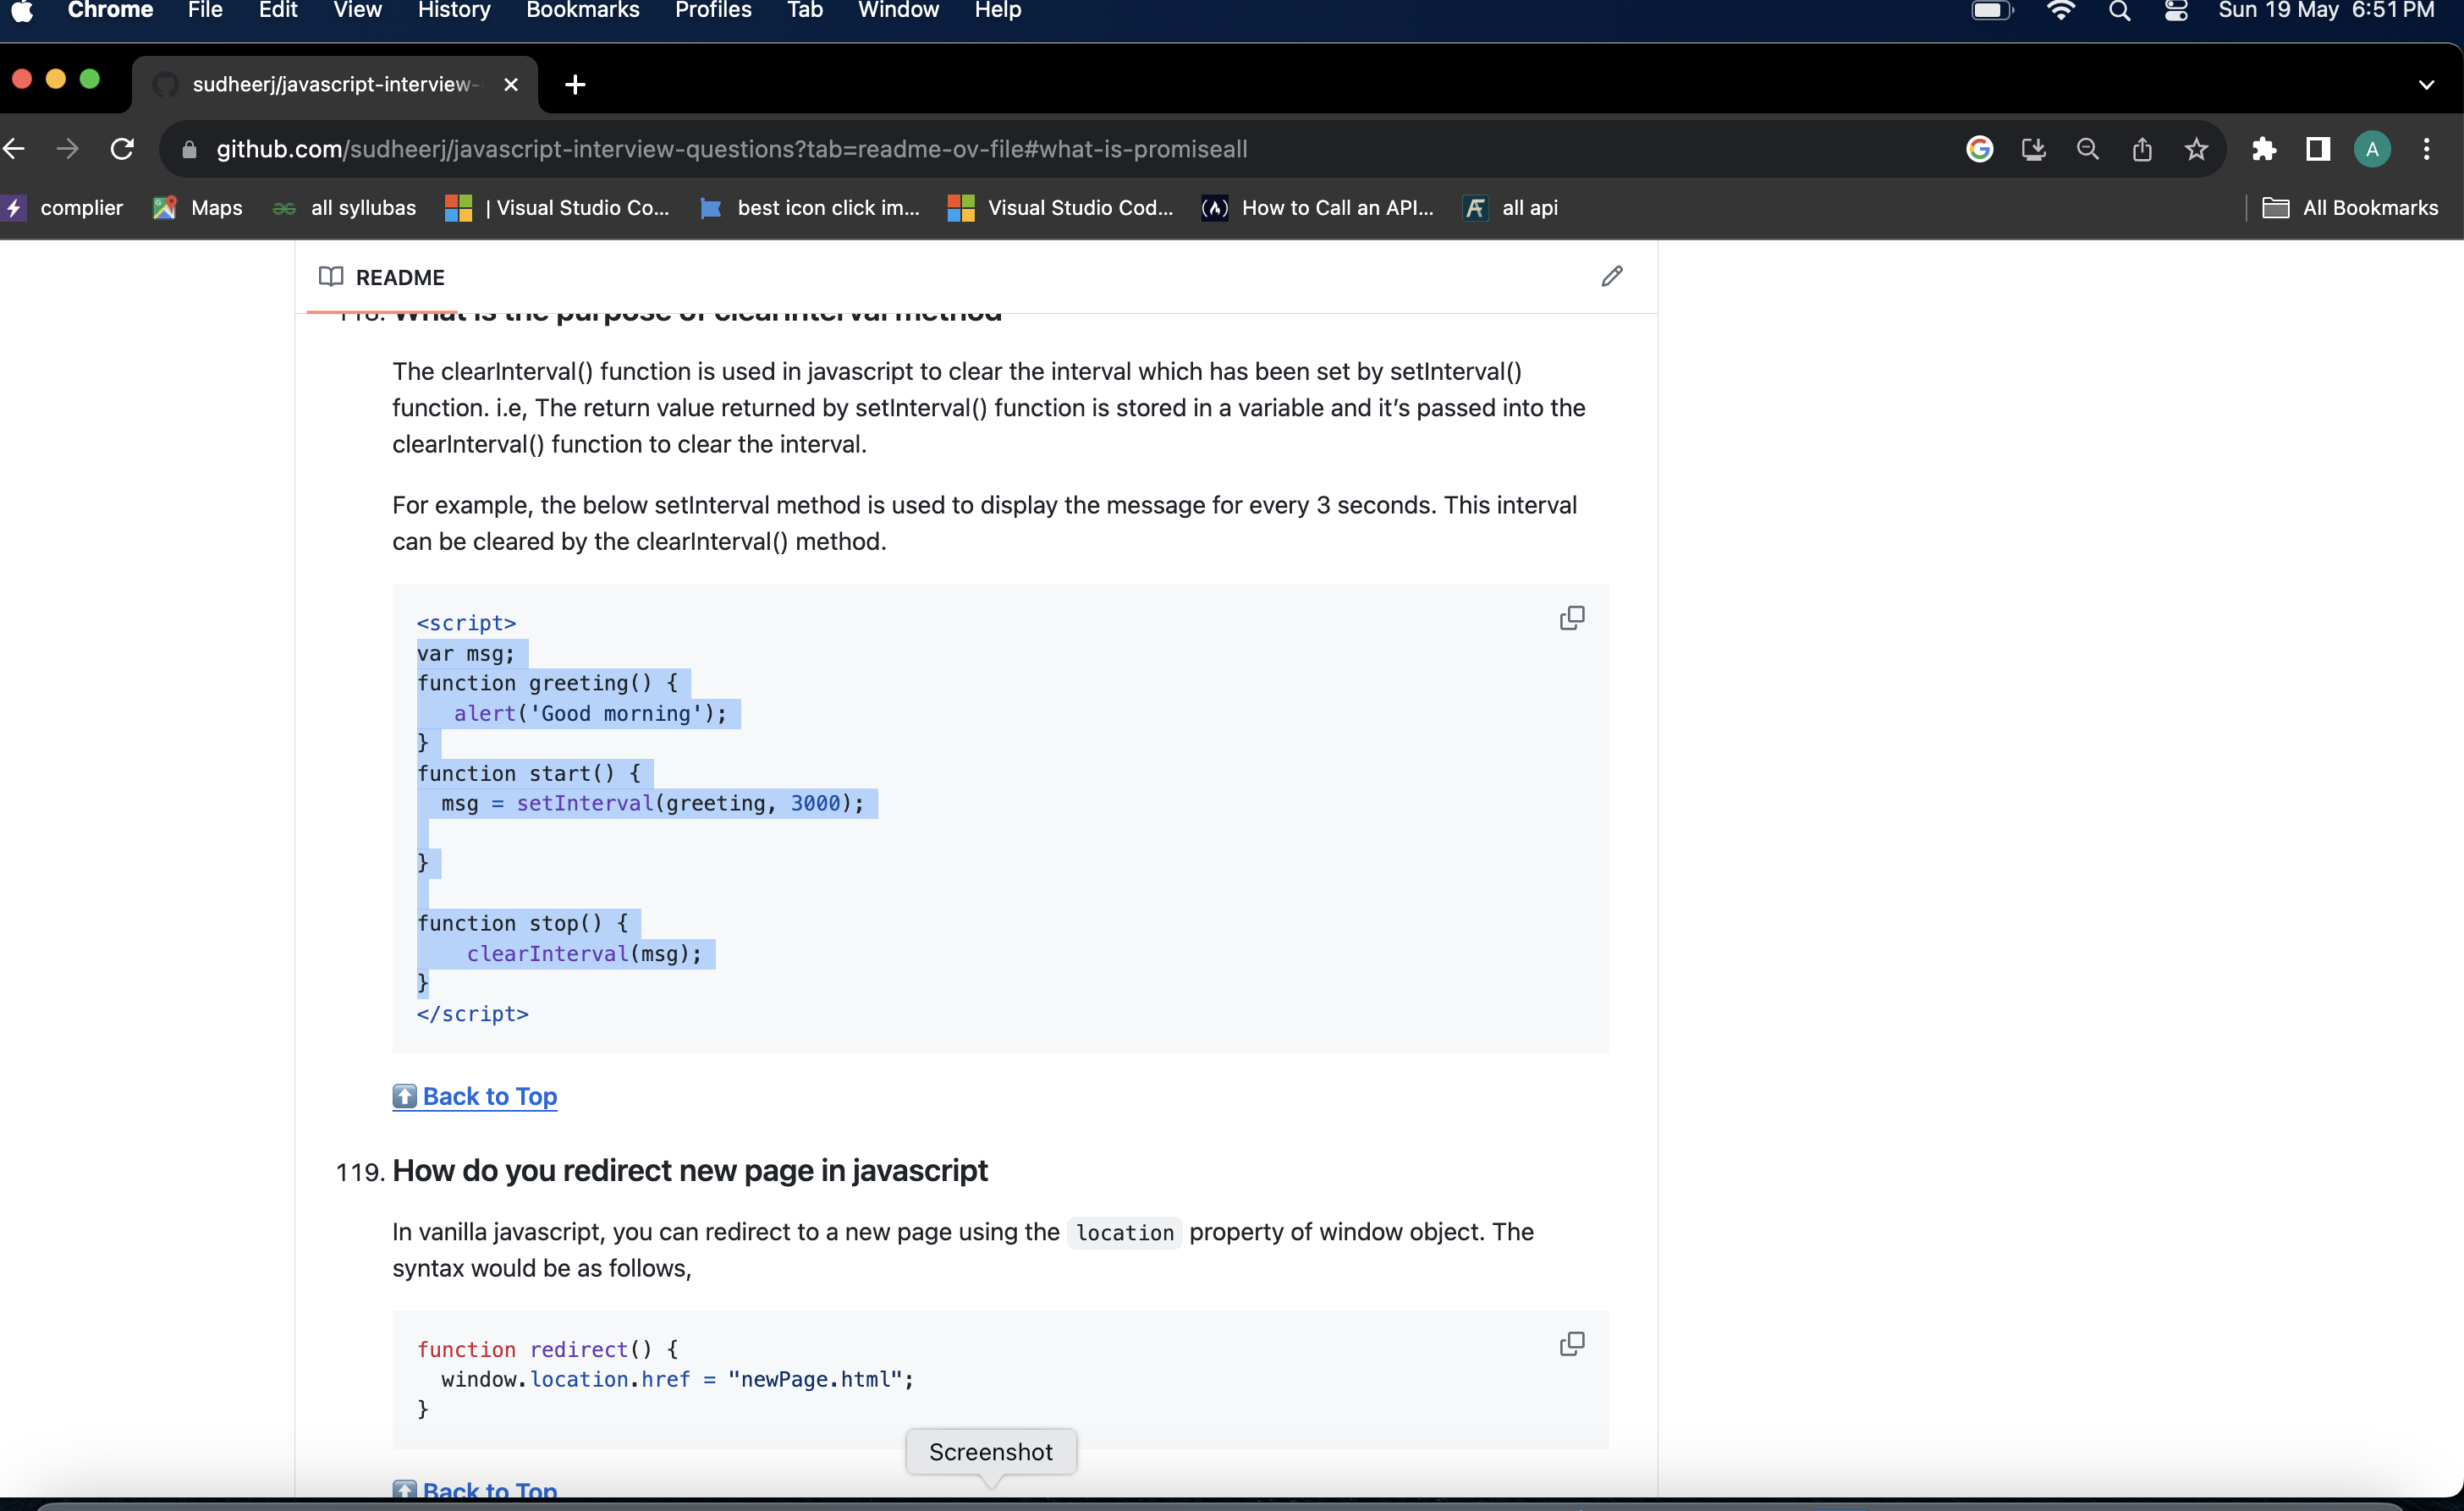 Chrome File Edit View History Bookmarks Profiles Tab Window Help Sun 19 May 6:51 PM
sudheerj/javascript-interview-
github.com/sudheerj/javascript-interview-questions?tab=readme-ov-file#what-is-promiseall A
complier Maps all syllubas | Visual Studio Co... best icon click im... Visual Studio Cod... How to Call an API... all api All Bookmarks
README
118. What is the purpose of clearInterval method
The clearInterval() function is used in javascript to clear the interval which has been set by setInterval()
function. i.e, The return value returned by setInterval() function is stored in a variable and it’s passed into the
clearInterval() function to clear the interval.
For example, the below setInterval method is used to display the message for every 3 seconds. This interval
can be cleared by the clearInterval() method.
<script>
var msg;
function greeting() {
   alert('Good morning');
}
function start() {
  msg = setInterval(greeting, 3000);
}
function stop() {
    clearInterval(msg);
}
</script>
Back to Top
119. How do you redirect new page in javascript
In vanilla javascript, you can redirect to a new page using the location property of window object. The
syntax would be as follows,
function redirect() {
  window.location.href = "newPage.html";
}
Screenshot
Back to Top